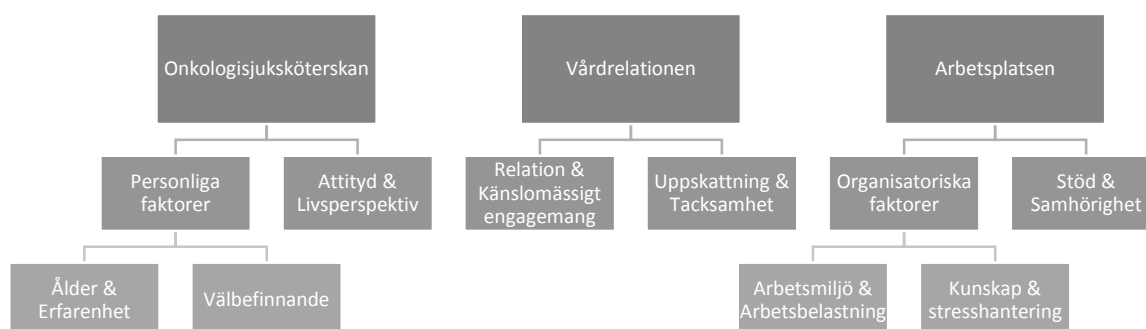 Onkologisjuksköterskan
Vårdrelationen
Arbetsplatsen
Personliga
faktorer
Attityd &
Livsperspektiv
Relation &
Känslomässigt
engagemang
Uppskattning &
Tacksamhet
Organisatoriska
faktorer
Stöd &
Samhörighet
Ålder &
Erfarenhet
Välbefinnande
Arbetsmiljö &
Arbetsbelastning
Kunskap &
stresshantering